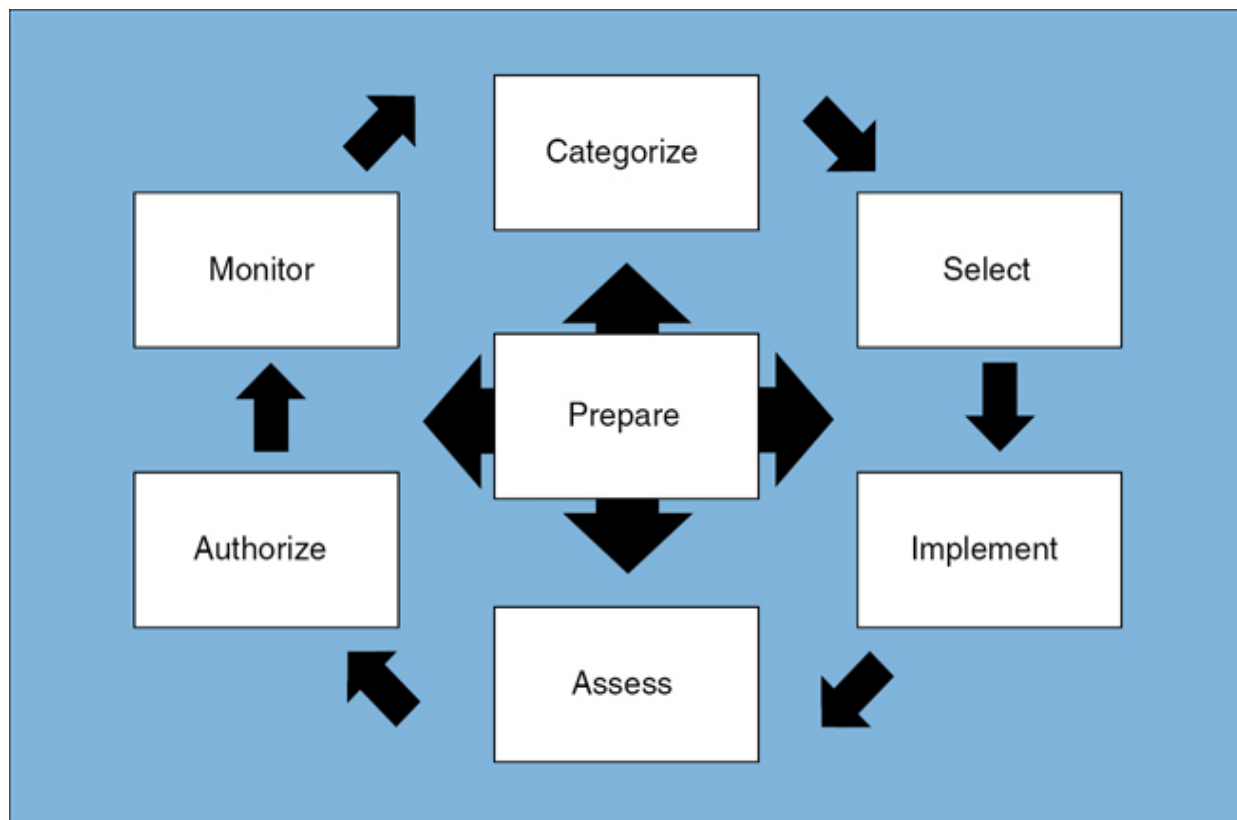 Categorize
Monitor
Select
Prepare
Authorize
Implement
Assess